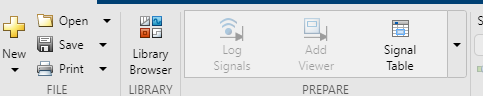 New
Open
Save
Print
Library
Browser
Log
Signals
Add
Viewer
Signal
Table
S
FILE
LIBRARY
PREPARE